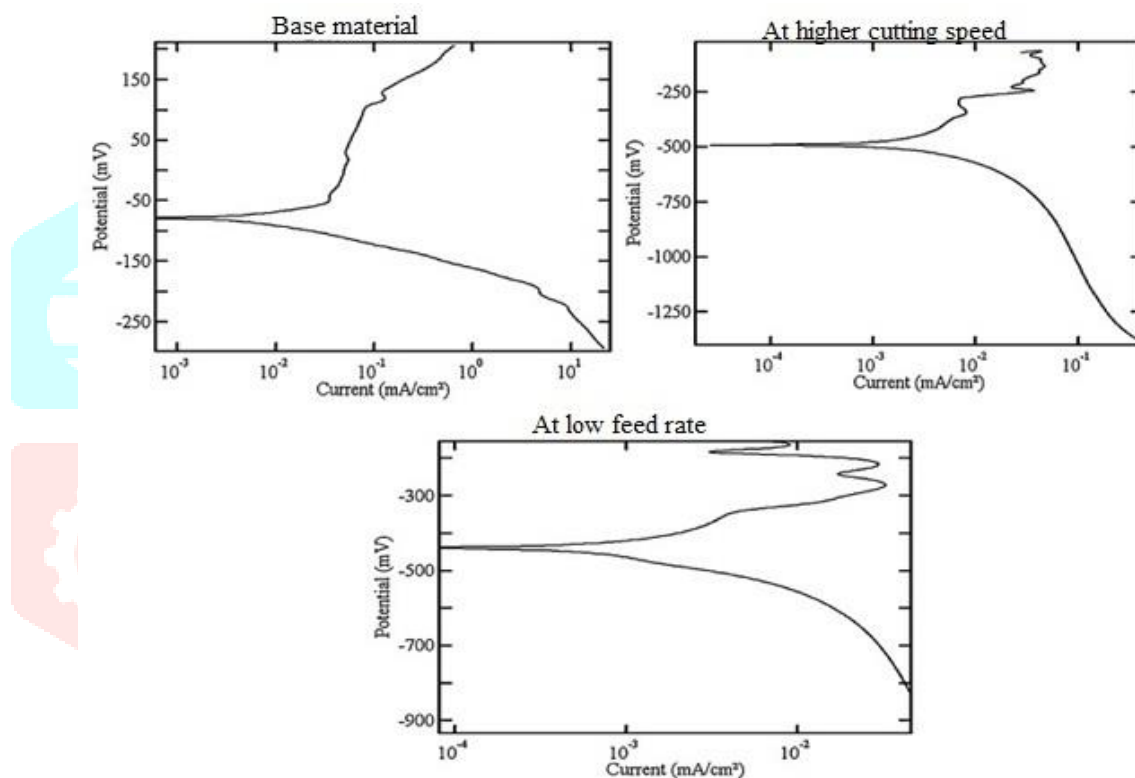 Base material
150
50
-50
-150
-250
Potential (mV)
10⁻³ 10⁻² 10⁻¹ 10⁰ 10¹
Current (mA/cm²)
At higher cutting speed
-250
-500
-750
-1000
-1250
Potential (mV)
10⁻⁴ 10⁻³ 10⁻² 10⁻¹
Current (mA/cm²)
At low feed rate
-300
-500
-700
-900
Potential (mV)
10⁻⁴ 10⁻³ 10⁻²
Current (mA/cm²)